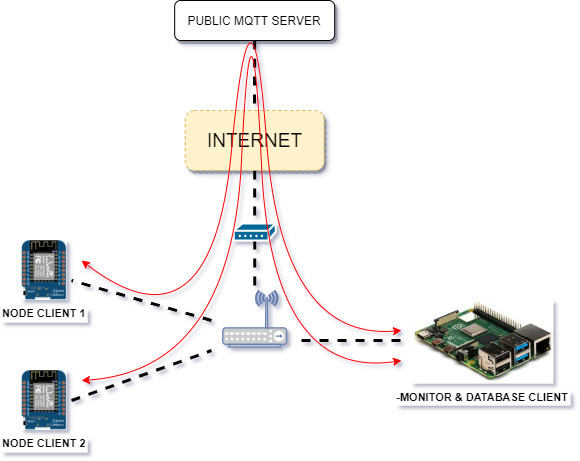 PUBLIC MQTT SERVER
INTERNET
NODE CLIENT 1
-MONITOR & DATABASE CLIENT
NODE CLIENT 2